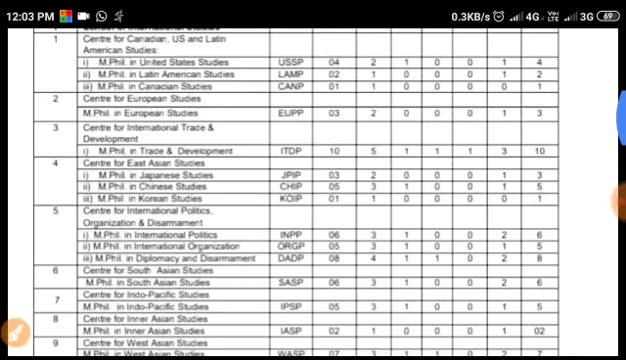 12:03 PM 0.3KB/s 4G Vo LTE 3G 69
1 Centre for Canadian, US and Latin
American Studies:
i) M.Phil. in United States Studies USSP 04 2 1 0 0 1 4
ii) M.Phil. in Latin American Studies LAMP 02 1 0 0 0 1 2
iii) M.Phil. in Canadian Studies CANP 01 1 0 0 0 0 1
2 Centre for European Studies
M.Phil. in European Studies EUPP 03 2 0 0 0 1 3
3 Centre for International Trade &
Development
i) M.Phil. in Trade & Development ITDP 10 5 1 1 1 3 10
4 Centre for East Asian Studies
i) M.Phil. in Japanese Studies JPIP 03 2 0 0 0 1 3
ii) M.Phil. in Chinese Studies CHIP 05 3 1 0 0 1 5
iii) M.Phil. in Korean Studies KOIP 01 1 0 0 0 0 1
5 Centre for International Politics,
Organization & Disarmament
i) M.Phil. in International Politics INPP 06 3 1 0 0 2 6
ii) M.Phil. in International Organization ORGP 05 3 1 0 0 1 5
iii) M.Phil. in Diplomacy and Disarmament DADP 08 4 1 1 0 2 8
6 Centre for South Asian Studies
M.Phil. in South Asian Studies SASP 06 3 1 0 0 2 6
7 Centre for Indo-Pacific Studies
M.Phil in Indo-Pacific Studies IPSP 05 3 1 0 0 1 5
8 Centre for Inner Asian Studies
M.Phil. in Inner Asian Studies IASP 02 1 0 0 0 1 02
9 Centre for West Asian Studies
M.Phil. in West Asian Studies WASP 07 3 1 1 0 2 7